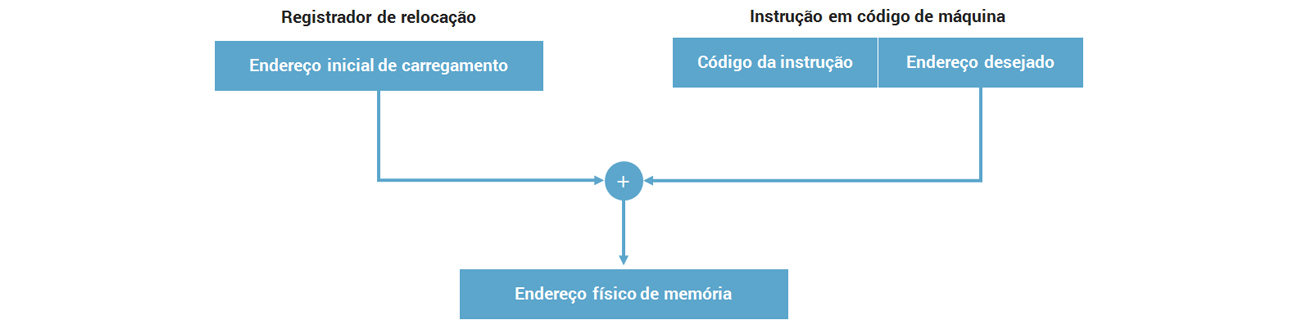 Registrador de relocação
Instrução em código de máquina
Endereço inicial de carregamento
Código da instrução
Endereço desejado
+
Endereço físico de memória